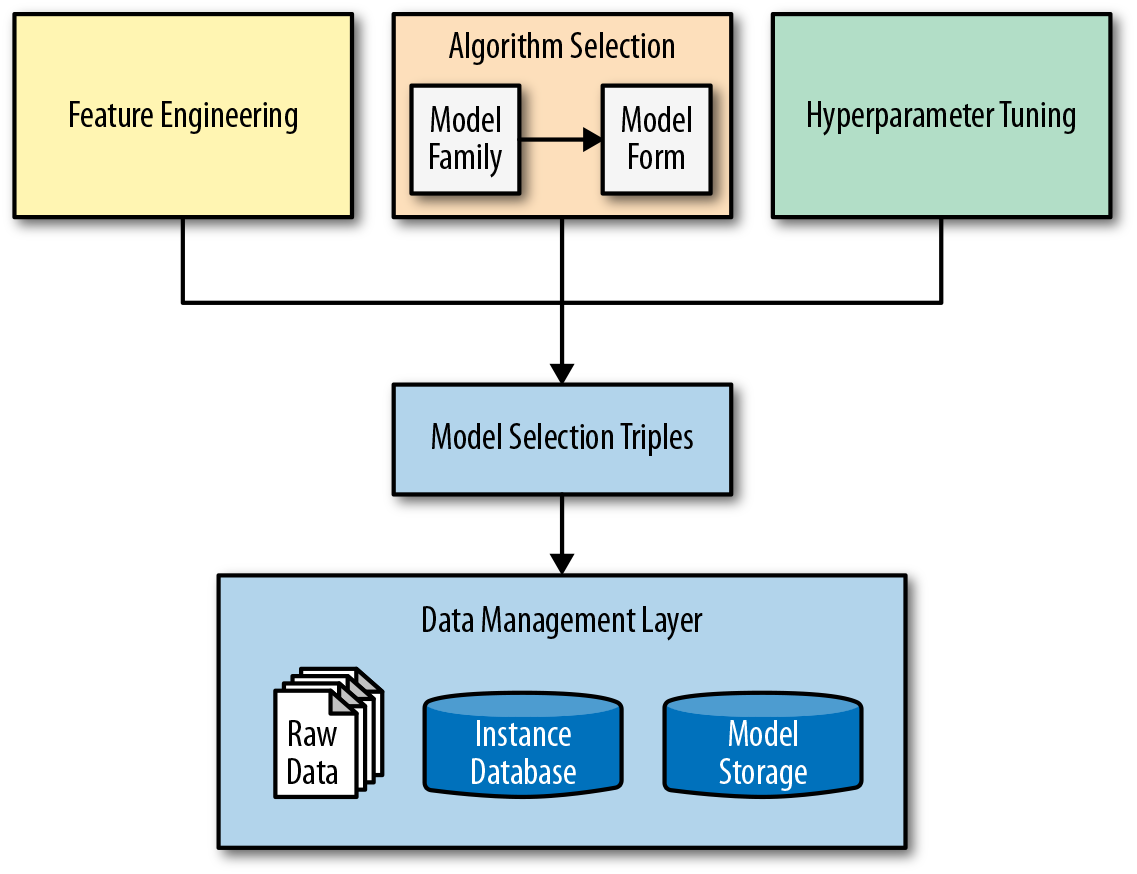 Feature Engineering
Algorithm Selection
Model
Family
Model
Form
Hyperparameter Tuning
Model Selection Triples
Data Management Layer
Raw
Data
Instance
Database
Model
Storage